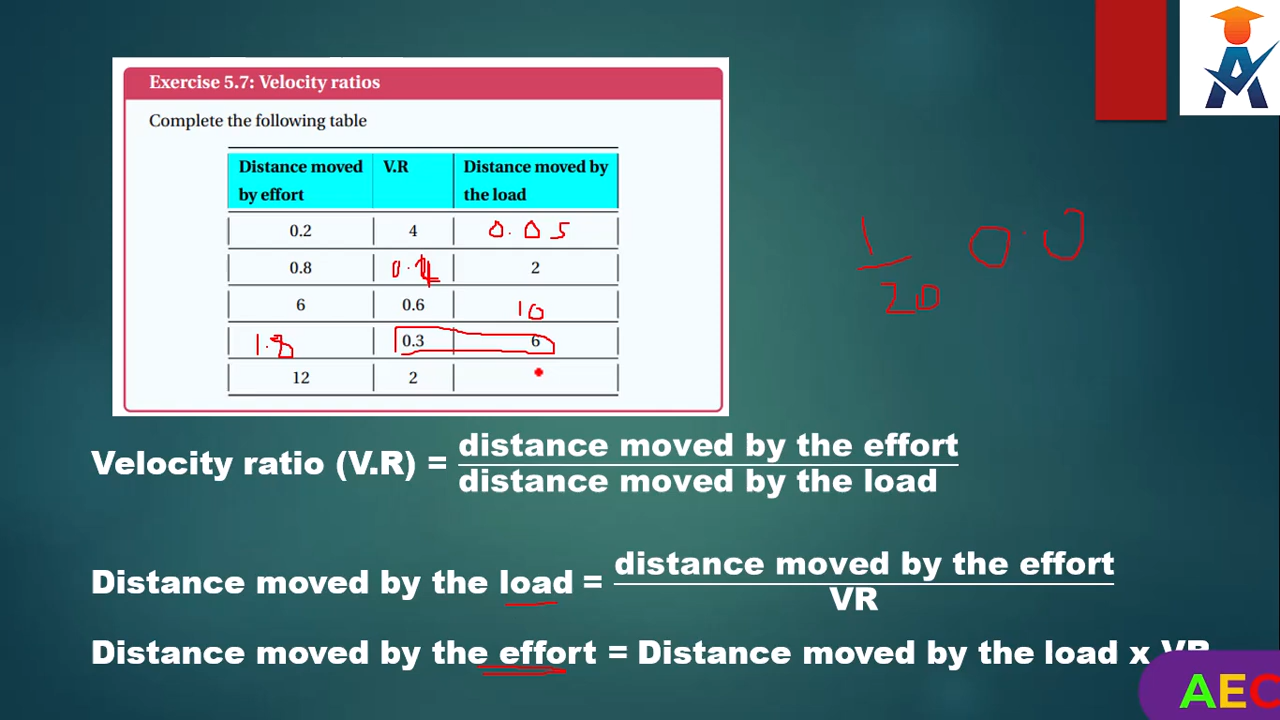 Exercise 5.7: Velocity ratios
Complete the following table
Distance moved by effort V.R Distance moved by the load
0.2 4 0.05
0.8 2
6 0.6 10
1.8 0.3 6
12 2
1/20 0.0
Velocity ratio (V.R) = distance moved by the effort
distance moved by the load
Distance moved by the load = distance moved by the effort
VR
Distance moved by the effort = Distance moved by the load x VR
AEC